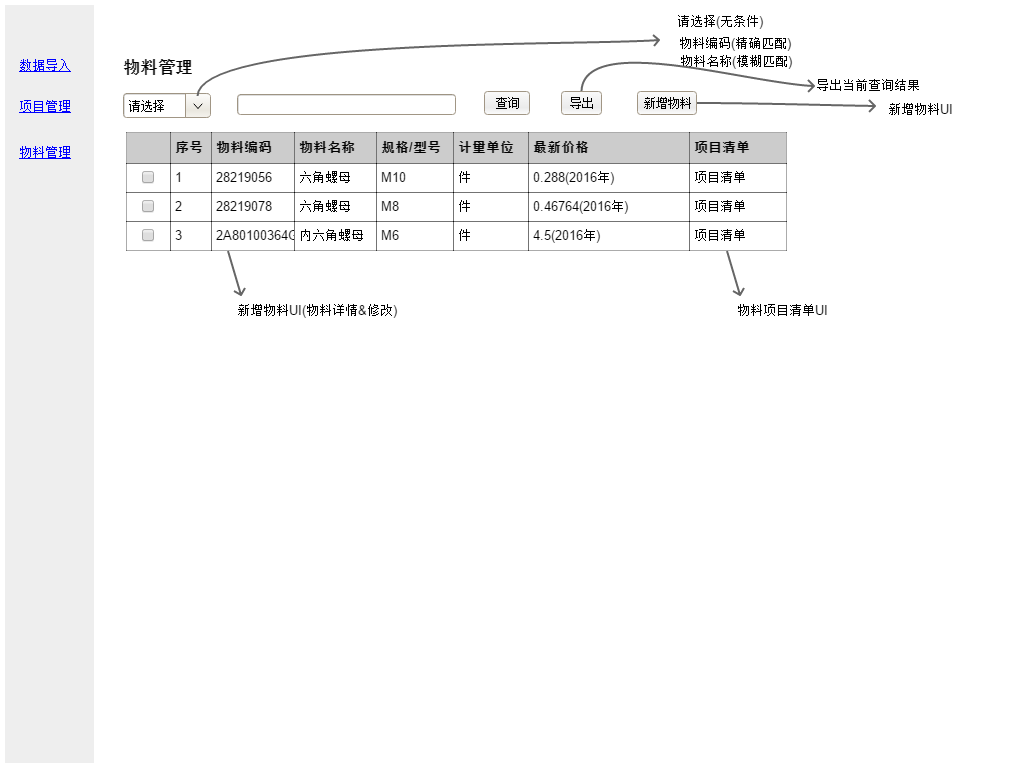 数据导入
项目管理
物料管理
物料管理
请选择(无条件)
物料编码(精确匹配)
物料名称(模糊匹配)
请选择
查询
导出
新增物料
导出当前查询结果
新增物料UI
序号 物料编码 物料名称 规格/型号 计量单位 最新价格 项目清单
1 28219056 六角螺母 M10 件 0.288(2016年) 项目清单
2 28219078 六角螺母 M8 件 0.46764(2016年) 项目清单
3 2A80100364 内六角螺母 M6 件 4.5(2016年) 项目清单
新增物料UI(物料详情&修改)
物料项目清单UI